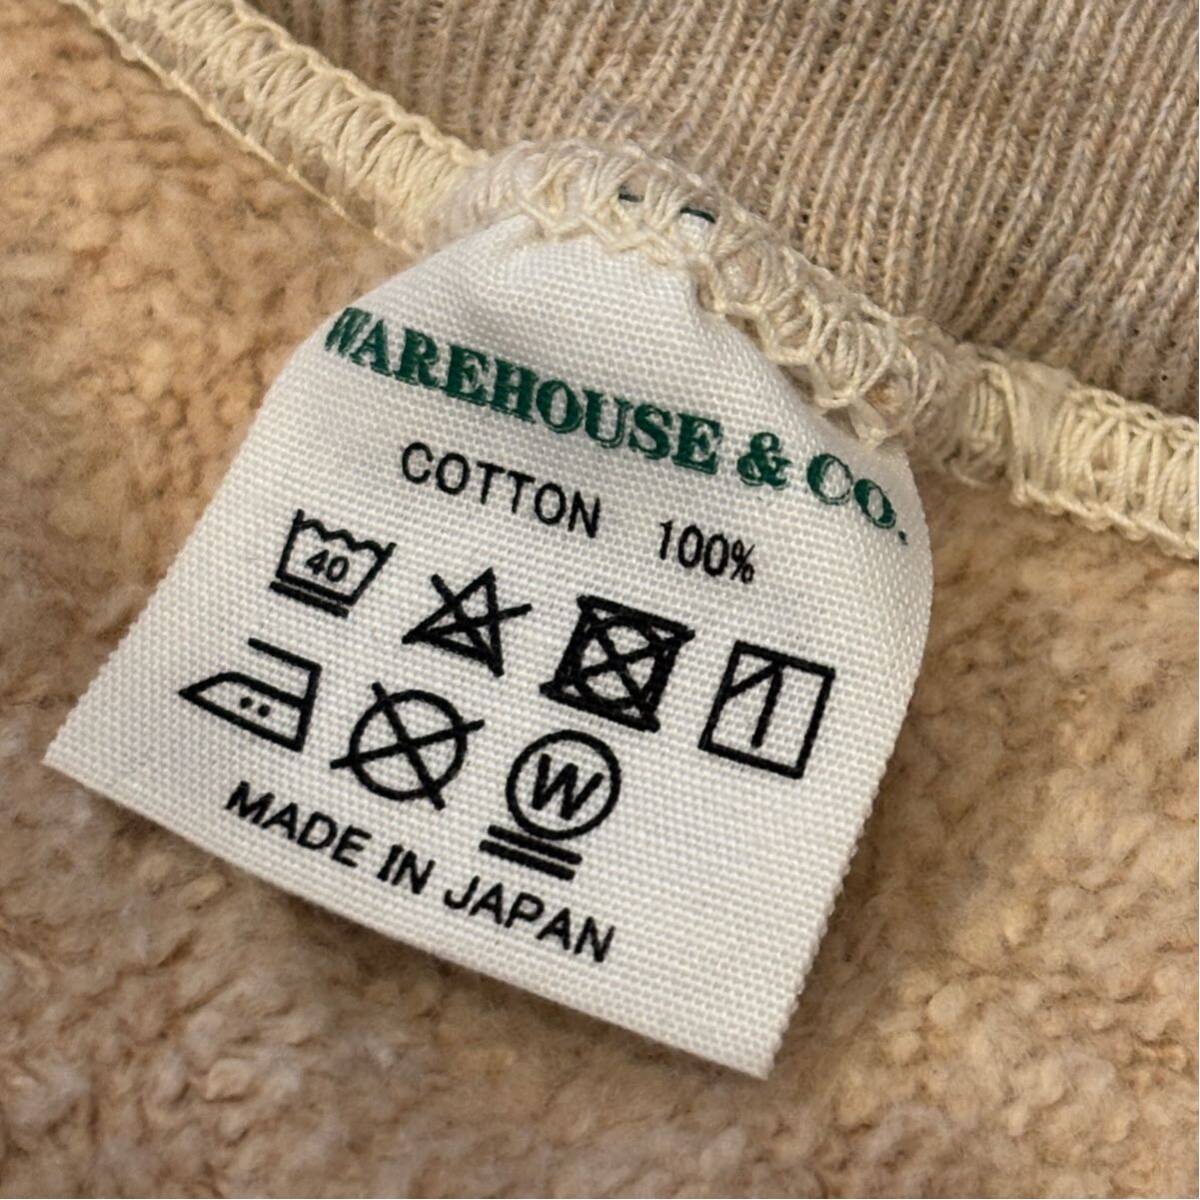 WAREHOUSE & CO.
COTTON 100%
40
W
MADE IN JAPAN